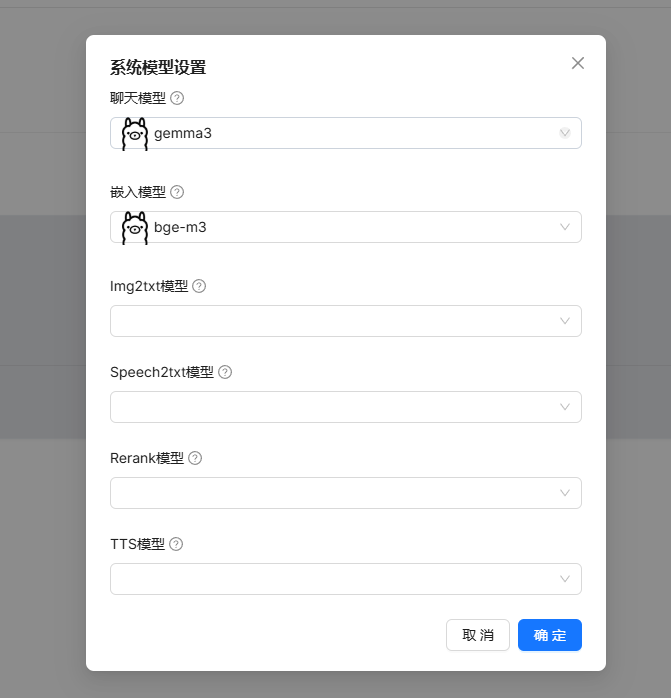 系统模型设置
聊天模型
gemma3
嵌入模型
bge-m3
Img2txt模型
Speech2txt模型
Rerank模型
TTS模型
取 消 确 定